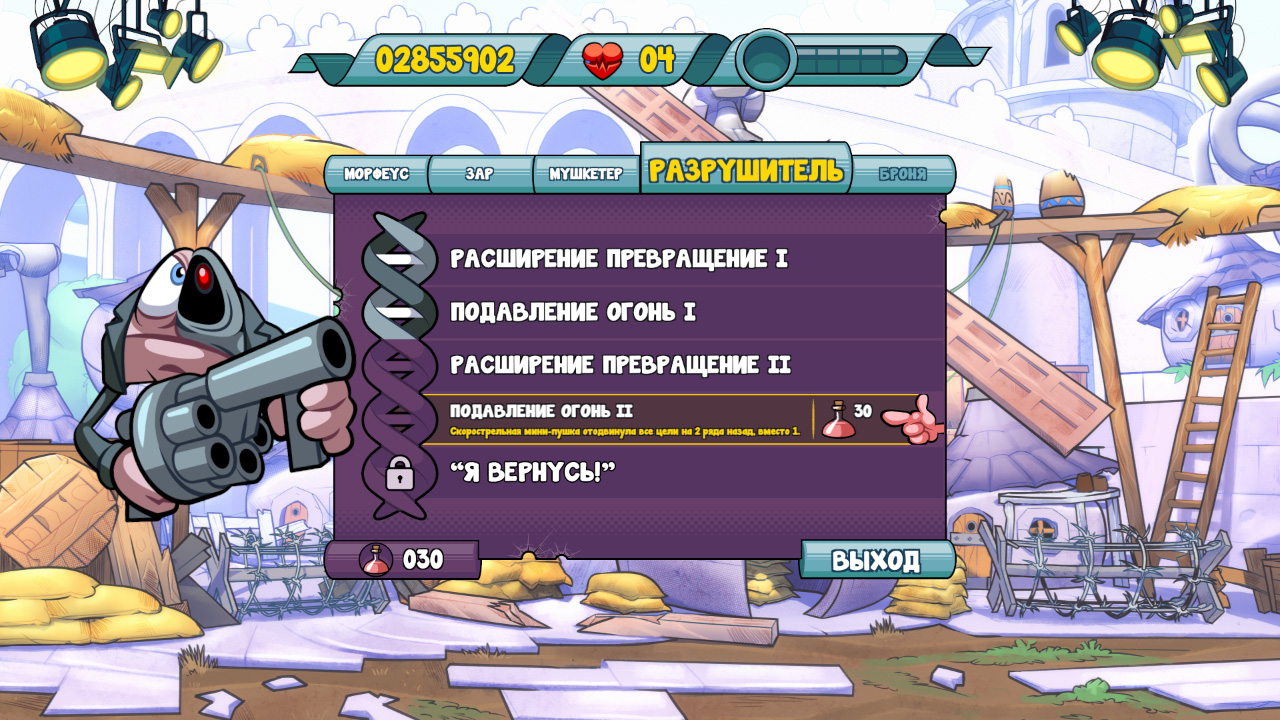 02855902 04
МОРФЕУС ЗАР МУШКЕТЕР РАЗРУШИТЕЛЬ БРОНЯ
РАСШИРЕНИЕ ПРЕВРАЩЕНИЕ I
ПОДАВЛЕНИЕ ОГОНЬ I
РАСШИРЕНИЕ ПРЕВРАЩЕНИЕ II
ПОДАВЛЕНИЕ ОГОНЬ II 30
Скорострельная мини-пушка отодвинула все цели на 2 ряда назад, вместо 1.
“Я ВЕРНУСЬ!”
030 ВЫХОД